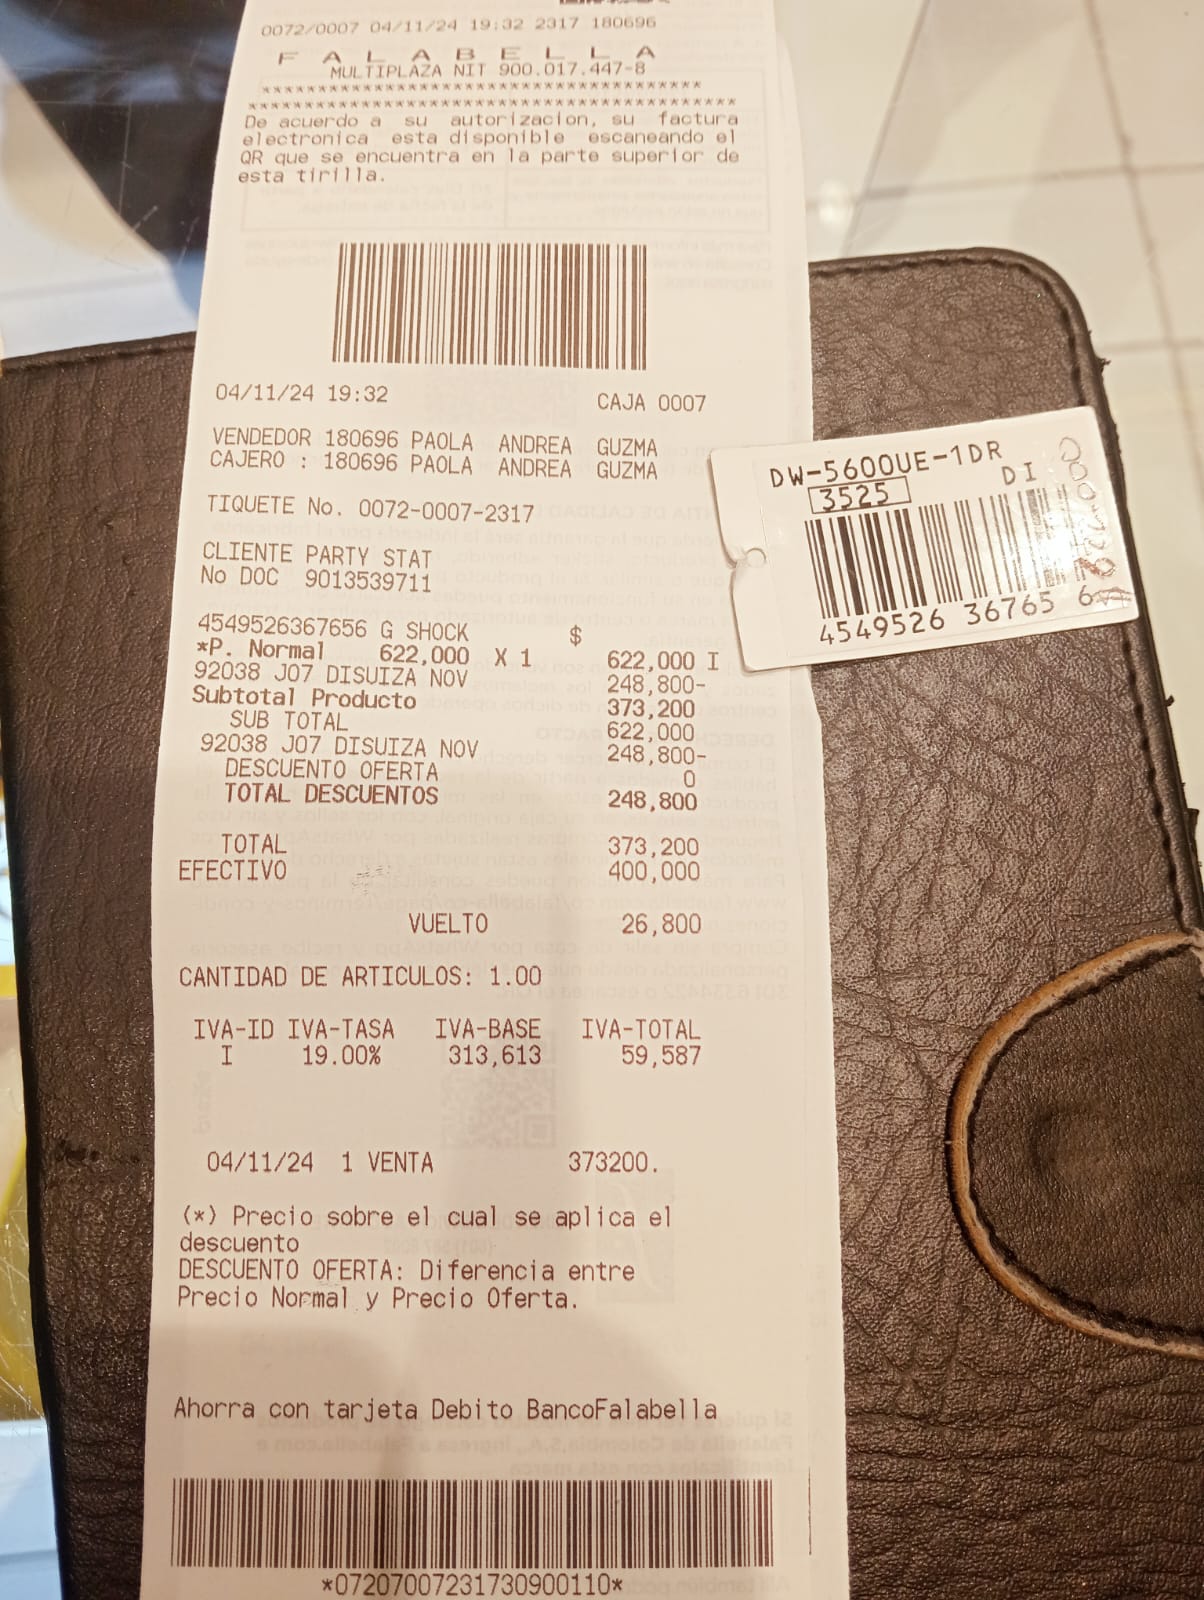 0072/0007 04/11/24 19:32 2317 180696
F A L A B E L L A
MULTIPLAZA NIT 900.017.447-8
****************************************
********************************************
De acuerdo a su autorizacion, su factura
electronica esta disponible escaneando el
QR que se encuentra en la parte superior de
esta tirilla.
04/11/24 19:32 CAJA 0007
VENDEDOR 180696 PAOLA ANDREA GUZMA
CAJERO : 180696 PAOLA ANDREA GUZMA
TIQUETE No. 0072-0007-2317
CLIENTE PARTY STAT
No DOC 9013539711
4549526367656 G SHOCK $
*P. Normal 622,000 X 1 622,000 I
92038 J07 DISUIZA NOV 248,800-
Subtotal Producto 373,200
SUB TOTAL 622,000
92038 J07 DISUIZA NOV 248,800-
DESCUENTO OFERTA 0
TOTAL DESCUENTOS 248,800
TOTAL 373,200
EFECTIVO 400,000
VUELTO 26,800
CANTIDAD DE ARTICULOS: 1.00
IVA-ID IVA-TASA IVA-BASE IVA-TOTAL
I 19.00% 313,613 59,587
04/11/24 1 VENTA 373200.
(*) Precio sobre el cual se aplica el
descuento
DESCUENTO OFERTA: Diferencia entre
Precio Normal y Precio Oferta.
Ahorra con tarjeta Debito BancoFalabella
*072070072317309001​10*
DW-5600UE-1DR
3525 DI
4549526 36765 6